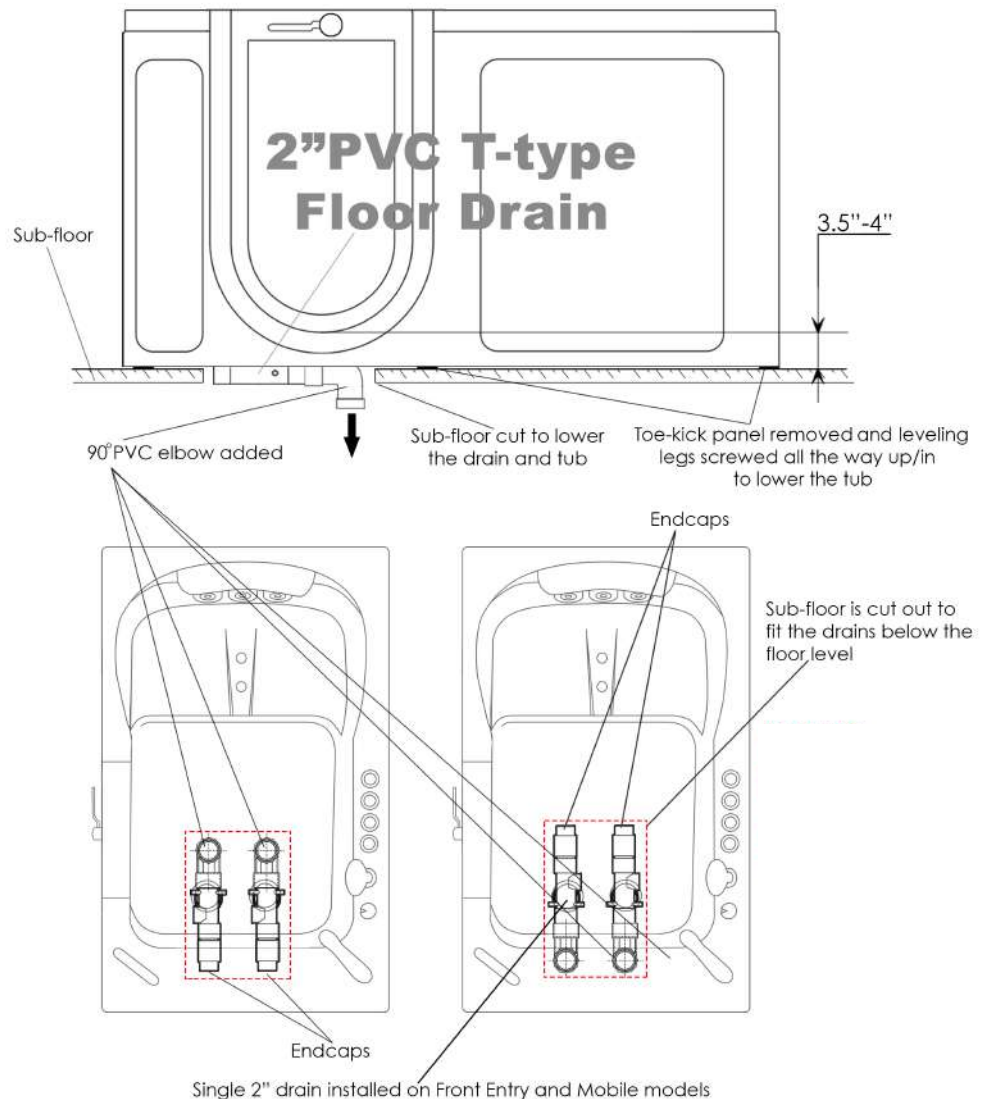 2”PVC T-type
Floor Drain
Sub-floor
3.5”-4”
90°PVC elbow added
Sub-floor cut to lower
the drain and tub
Toe-kick panel removed and leveling
legs screwed all the way up/in
to lower the tub
Endcaps
Sub-floor is cut out to
fit the drains below the
floor level
Endcaps
Single 2” drain installed on Front Entry and Mobile models